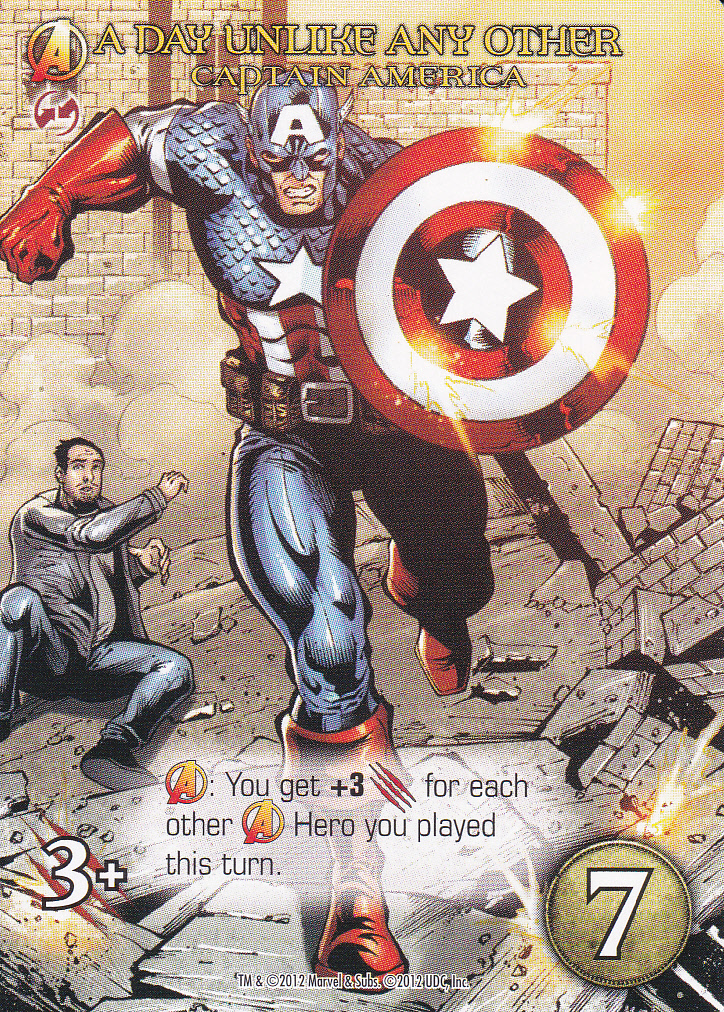 A DAY UNLIKE ANY OTHER
CAPTAIN AMERICA
A
: You get +3 for each
other Hero you played
this turn.
3+
7
TM & ©2012 Marvel & Subs. ©2012 UDC, Inc.